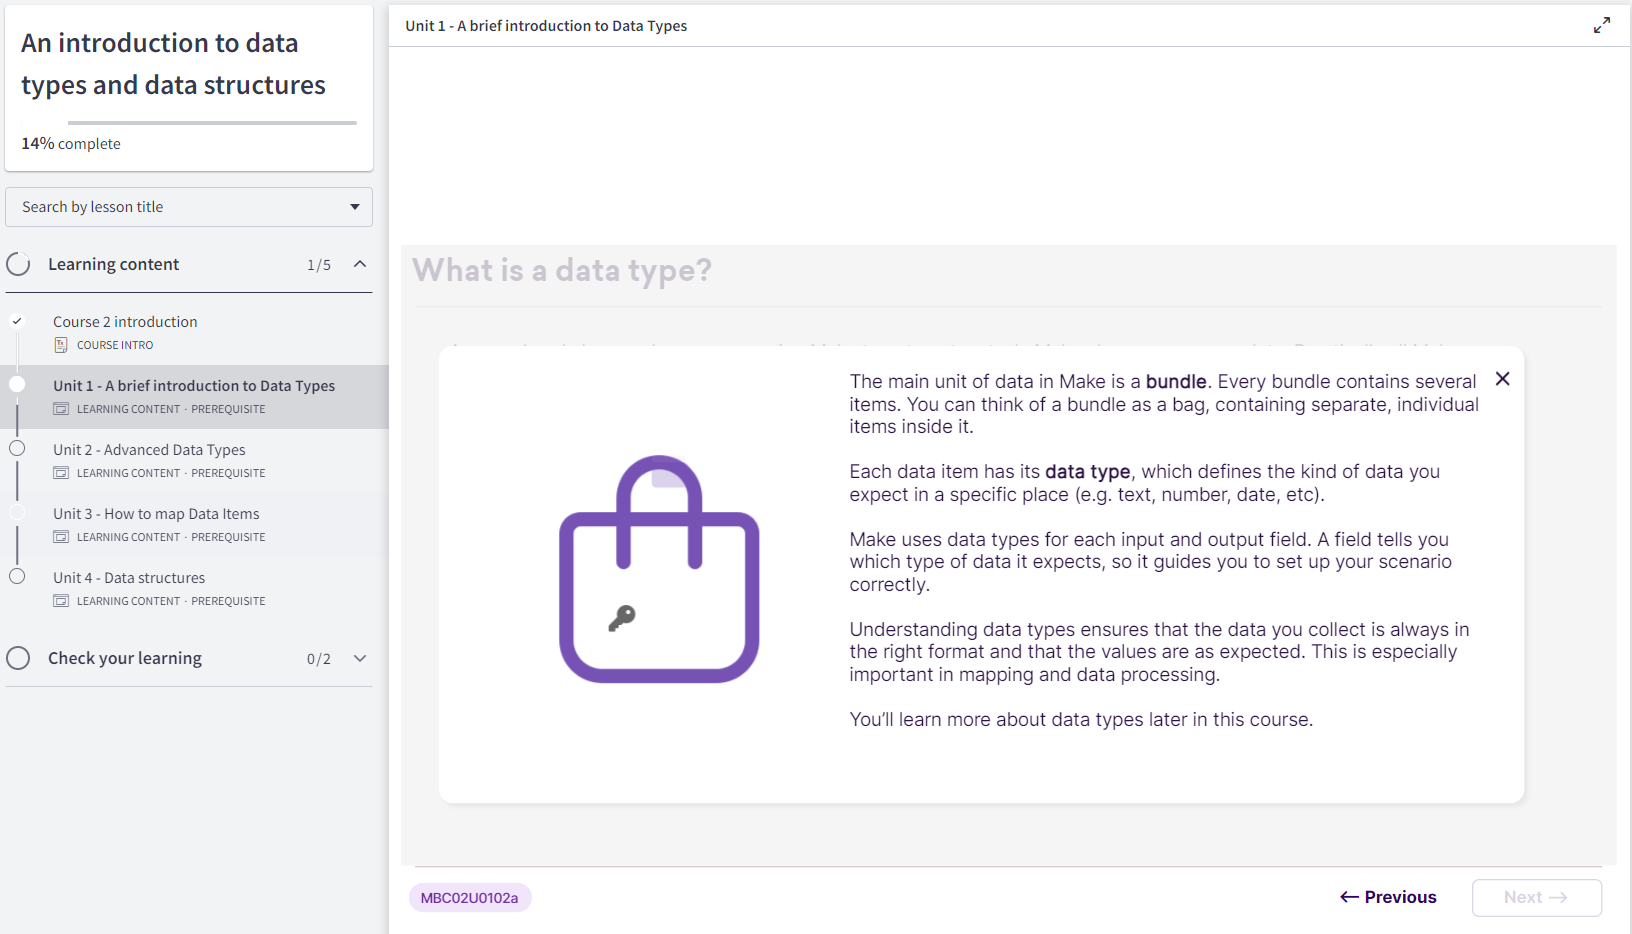 An introduction to data
types and data structures
14% complete
Search by lesson title
Learning content 1/5
Course 2 introduction
COURSE INTRO
Unit 1 - A brief introduction to Data Types
LEARNING CONTENT · PREREQUISITE
Unit 2 - Advanced Data Types
LEARNING CONTENT · PREREQUISITE
Unit 3 - How to map Data Items
LEARNING CONTENT · PREREQUISITE
Unit 4 - Data structures
LEARNING CONTENT · PREREQUISITE
Check your learning 0/2
Unit 1 - A brief introduction to Data Types
What is a data type?
The main unit of data in Make is a bundle. Every bundle contains several
items. You can think of a bundle as a bag, containing separate, individual
items inside it.
Each data item has its data type, which defines the kind of data you
expect in a specific place (e.g. text, number, date, etc).
Make uses data types for each input and output field. A field tells you
which type of data it expects, so it guides you to set up your scenario
correctly.
Understanding data types ensures that the data you collect is always in
the right format and that the values are as expected. This is especially
important in mapping and data processing.
You'll learn more about data types later in this course.
MBC02U0102a
← Previous
Next →